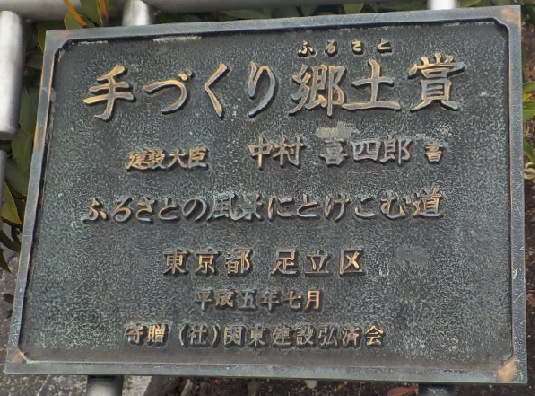 ふるさと
手づくり郷土賞
建設大臣 中村 喜四郎 書
ふるさとの風景にとけこむ道
東京都 足立区
平成五年七月
寄贈 (社)関東建設弘済会